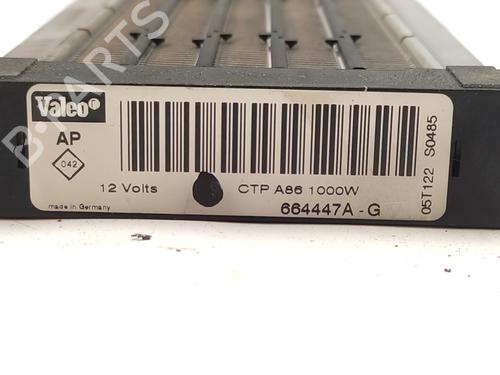 Valeo
AP
042
12 Volts
CTP A86 1000W
made in Germany
664447A - G
05T122 S0485
B-PARTS